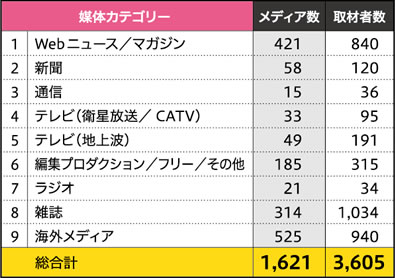 媒体カテゴリー メディア数 取材者数
1 Webニュース／マガジン 421 840
2 新聞 58 120
3 通信 15 36
4 テレビ（衛星放送／ CATV） 33 95
5 テレビ（地上波） 49 191
6 編集プロダクション／フリー／その他 185 315
7 ラジオ 21 34
8 雑誌 314 1,034
9 海外メディア 525 940
総合計 1,621 3,605